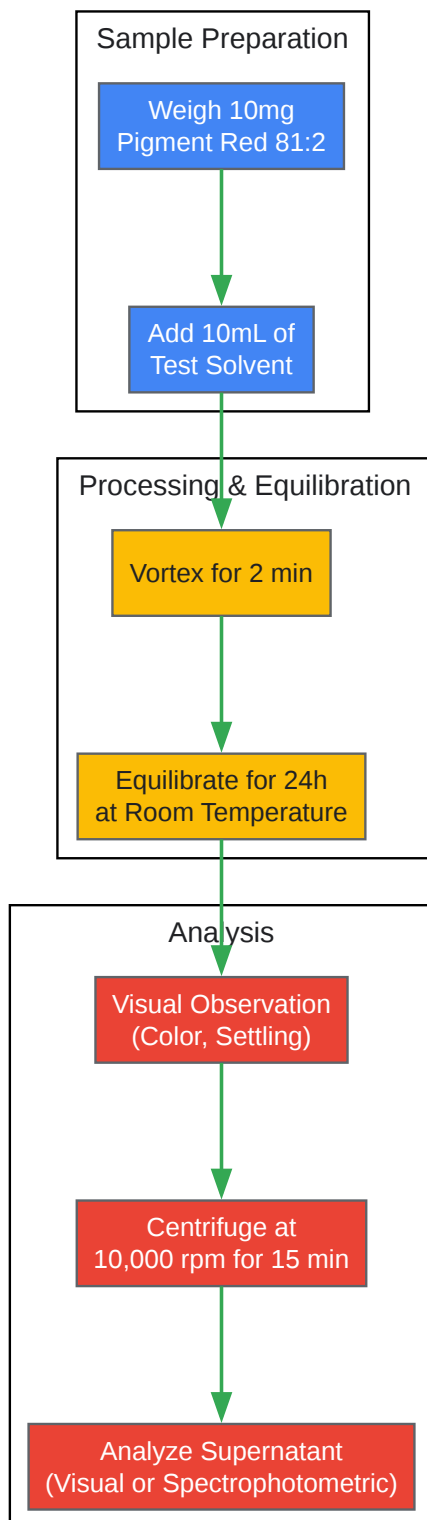 Sample Preparation
Weigh 10mg
Pigment Red 81:2
Add 10mL of
Test Solvent
Processing & Equilibration
Vortex for 2 min
Equilibrate for 24h
at Room Temperature
Analysis
Visual Observation
(Color, Settling)
Centrifuge at
10,000 rpm for 15 min
Analyze Supernatant
(Visual or Spectrophotometric)